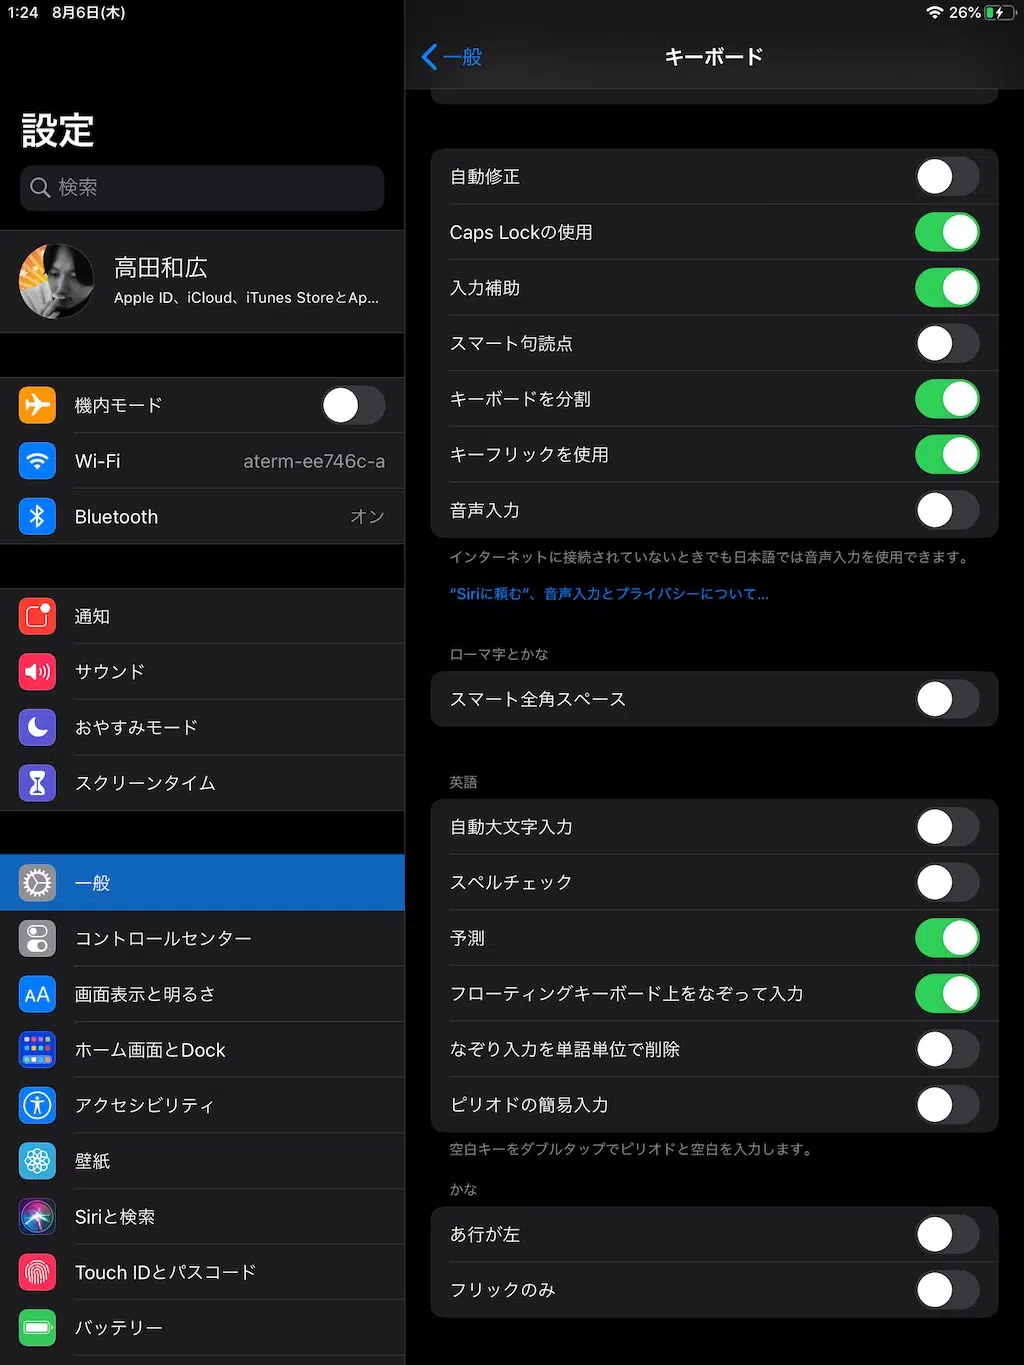 1:24 8月6日(木)
26%
設定
検索
高田和広
Apple ID、iCloud、iTunes StoreとAp...
機内モード
Wi-Fi aterm-ee746c-a
Bluetooth オン
通知
サウンド
おやすみモード
スクリーンタイム
一般
コントロールセンター
AA 画面表示と明るさ
ホーム画面とDock
アクセシビリティ
壁紙
Siriと検索
Touch IDとパスコード
バッテリー
一般 キーボード
自動修正
Caps Lockの使用
入力補助
スマート句読点
キーボードを分割
キーフリックを使用
音声入力
インターネットに接続されていないときでも日本語では音声入力を使用できます。
“Siriに頼む”、音声入力とプライバシーについて...
ローマ字とかな
スマート全角スペース
英語
自動大文字入力
スペルチェック
予測
フローティングキーボード上をなぞって入力
なぞり入力を単語単位で削除
ピリオドの簡易入力
空白キーをダブルタップでピリオドと空白を入力します。
かな
あ行が左
フリックのみ